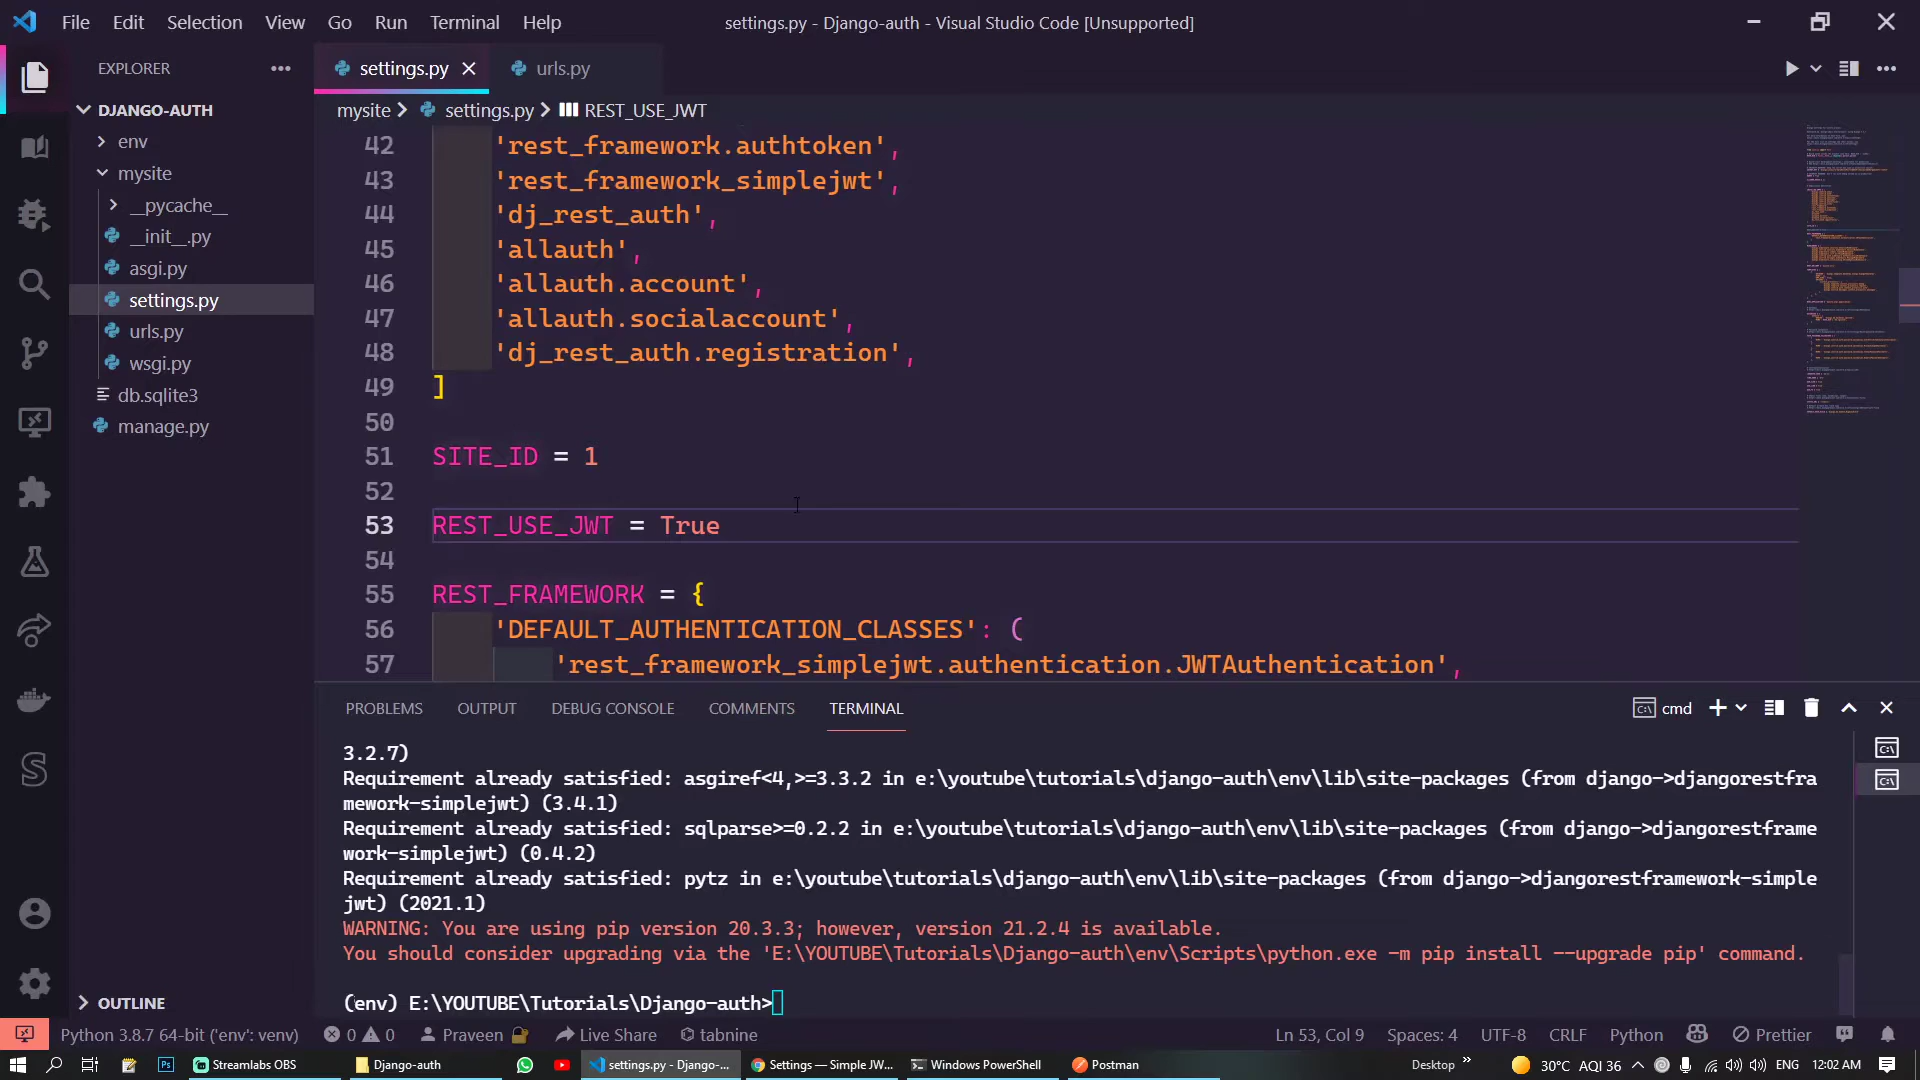 File Edit Selection View Go Run Terminal Help
settings.py - Django-auth - Visual Studio Code [Unsupported]
EXPLORER
settings.py
urls.py
DJANGO-AUTH
mysite > settings.py > REST_USE_JWT
env
mysite
__pycache__
__init__.py
asgi.py
settings.py
urls.py
wsgi.py
db.sqlite3
manage.py
42 'rest_framework.authtoken',
43 'rest_framework_simplejwt',
44 'dj_rest_auth',
45 'allauth',
46 'allauth.account',
47 'allauth.socialaccount',
48 'dj_rest_auth.registration',
49 ]
50
51 SITE_ID = 1
52
53 REST_USE_JWT = True
54
55 REST_FRAMEWORK = {
56 'DEFAULT_AUTHENTICATION_CLASSES': (
57 'rest_framework_simplejwt.authentication.JWTAuthentication',
PROBLEMS OUTPUT DEBUG CONSOLE COMMENTS TERMINAL
cmd
3.2.7)
Requirement already satisfied: asgiref<4,>=3.3.2 in e:\youtube\tutorials\django-auth\env\lib\site-packages (from django->djangorestfra
mework-simplejwt) (3.4.1)
Requirement already satisfied: sqlparse>=0.2.2 in e:\youtube\tutorials\django-auth\env\lib\site-packages (from django->djangorestframe
work-simplejwt) (0.4.2)
Requirement already satisfied: pytz in e:\youtube\tutorials\django-auth\env\lib\site-packages (from django->djangorestframework-simple
jwt) (2021.1)
WARNING: You are using pip version 20.3.3; however, version 21.2.4 is available.
You should consider upgrading via the 'E:\YOUTUBE\Tutorials\Django-auth\env\Scripts\python.exe -m pip install --upgrade pip' command.
(env) E:\YOUTUBE\Tutorials\Django-auth>
OUTLINE
Python 3.8.7 64-bit ('env': venv) 0 0 Praveen Live Share tabnine
Ln 53, Col 9 Spaces: 4 UTF-8 CRLF Python Prettier
Streamlabs OBS
Django-auth
settings.py - Django-...
Settings — Simple JW...
Windows PowerShell
Postman
Desktop
30°C AQI 36 ENG 12:02 AM